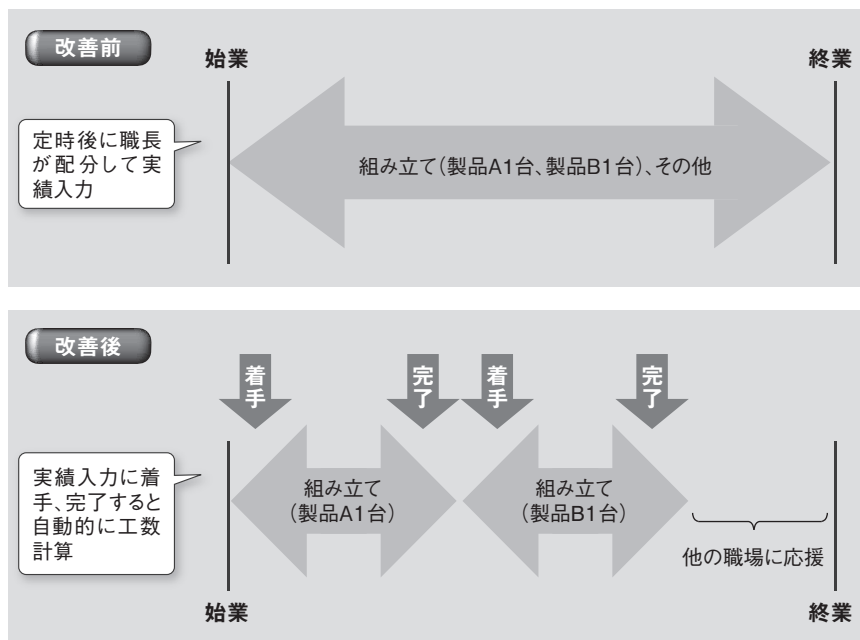 改善前
始業
終業
定時後に職長
が配分して実
績入力
組み立て(製品A1台、製品B1台)、その他
改善後
着手
完了
着手
完了
実績入力に着
手、完了すると
自動的に工数
計算
組み立て
(製品A1台)
組み立て
(製品B1台)
他の職場に応援
始業
終業